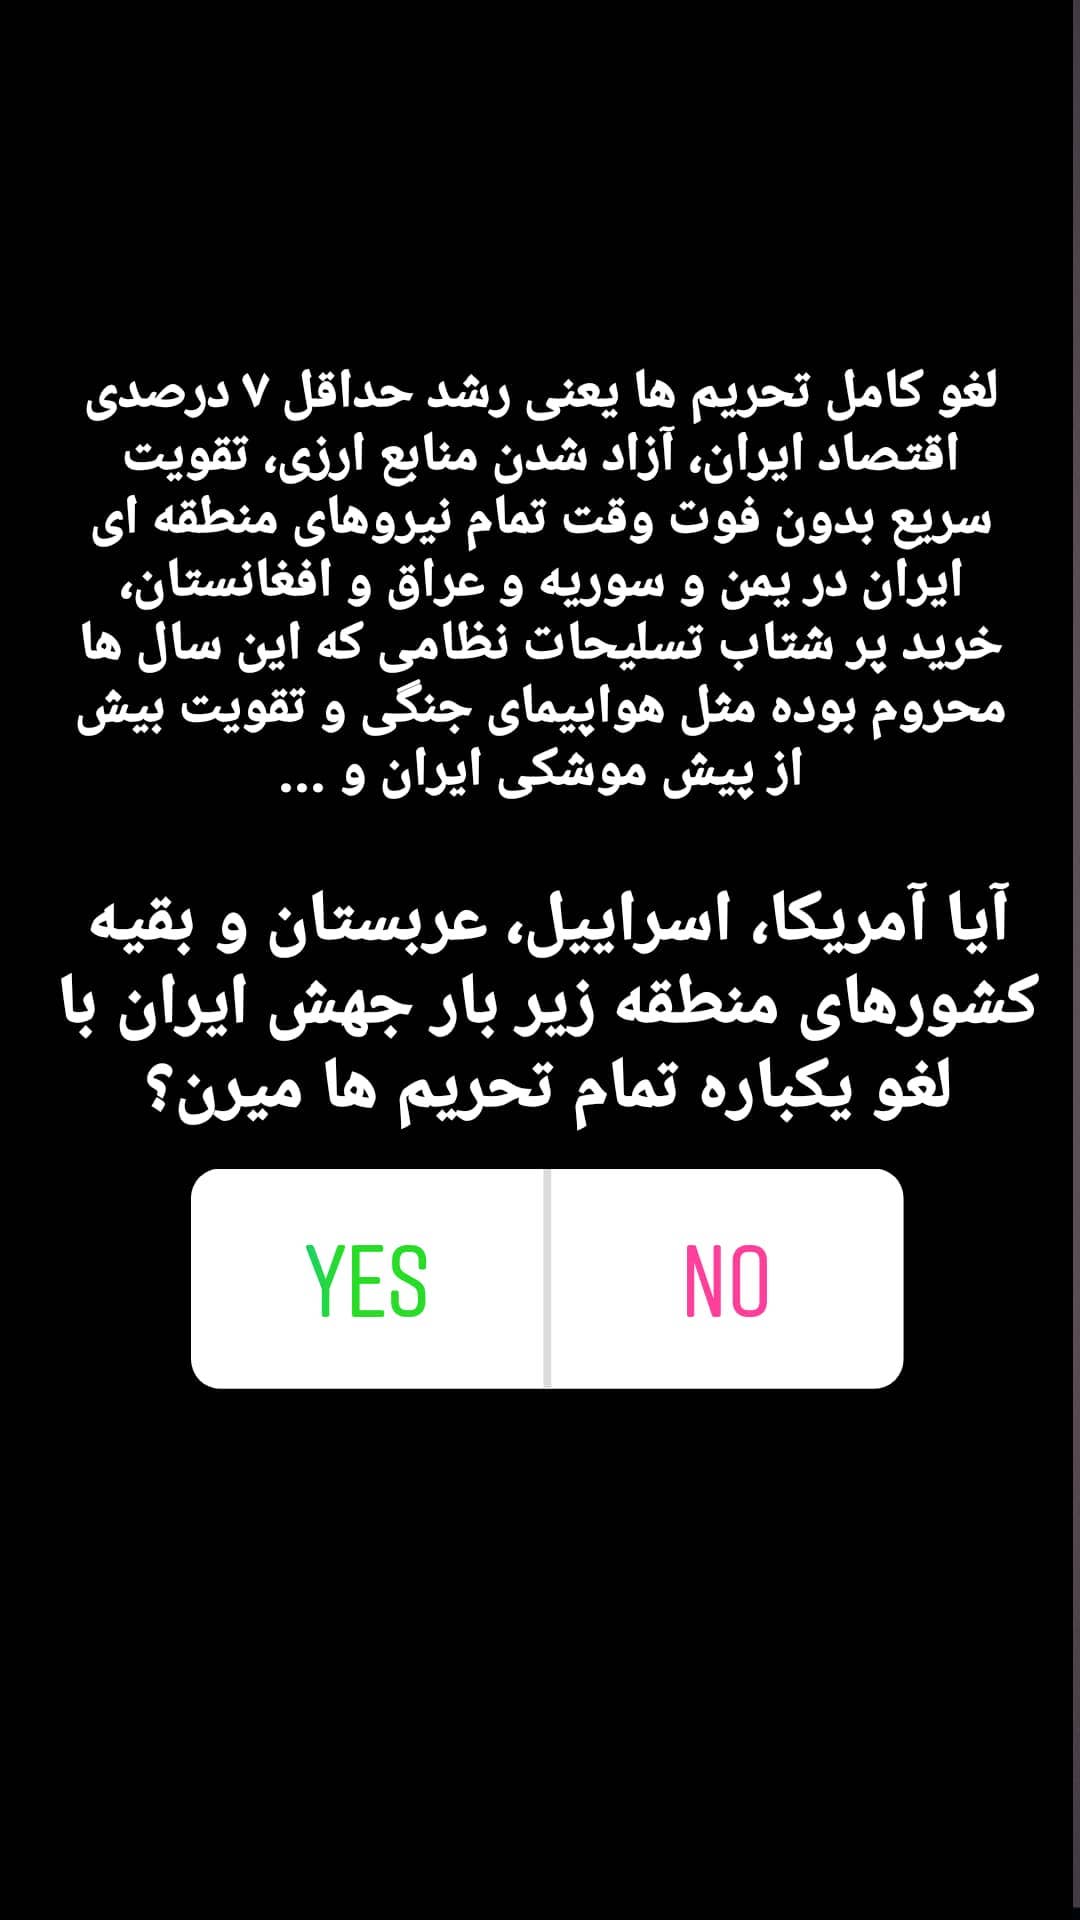 لغو کامل تحریم ها یعنی رشد حداقل ۷ درصدی
اقتصاد ایران، آزاد شدن منابع ارزی، تقویت
سریع بدون فوت وقت تمام نیروهای منطقه ای
ایران در یمن و سوریه و عراق و افغانستان،
خرید پر شتاب تسلیحات نظامی که این سال ها
محروم بوده مثل هواپیمای جنگی و تقویت بیش
از پیش موشکی ایران و ...
آیا آمریکا، اسراییل، عربستان و بقیه
کشورهای منطقه زیر بار جهش ایران با
لغو یکباره تمام تحریم ها میرن؟
YES NO